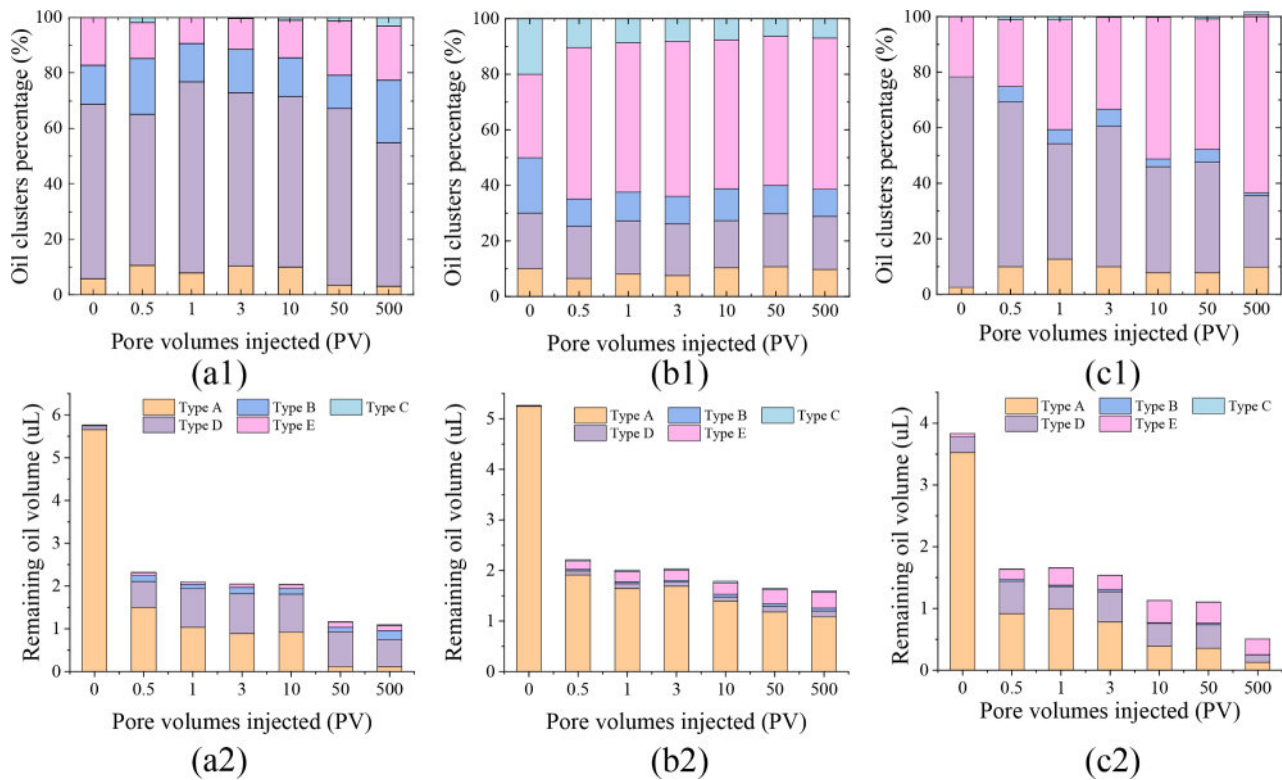 Oil clusters percentage (%)
100
80
60
40
20
0
0 0.5 1 3 10 50 500
Pore volumes injected (PV)
(a1)
Oil clusters percentage (%)
100
80
60
40
20
0
0 0.5 1 3 10 50 500
Pore volumes injected (PV)
(b1)
Oil clusters percentage (%)
100
80
60
40
20
0
0 0.5 1 3 10 50 500
Pore volumes injected (PV)
(c1)
Remaining oil volume (uL)
6
5
4
3
2
1
0
Type A Type B Type C
Type D Type E
0 0.5 1 3 10 50 500
Pore volumes injected (PV)
(a2)
Remaining oil volume (uL)
5
4
3
2
1
0
Type A Type B Type C
Type D Type E
0 0.5 1 3 10 50 500
Pore volumes injected (PV)
(b2)
Remaining oil volume (uL)
4
3
2
1
0
Type A Type B Type C
Type D Type E
0 0.5 1 3 10 50 500
Pore volumes injected (PV)
(c2)